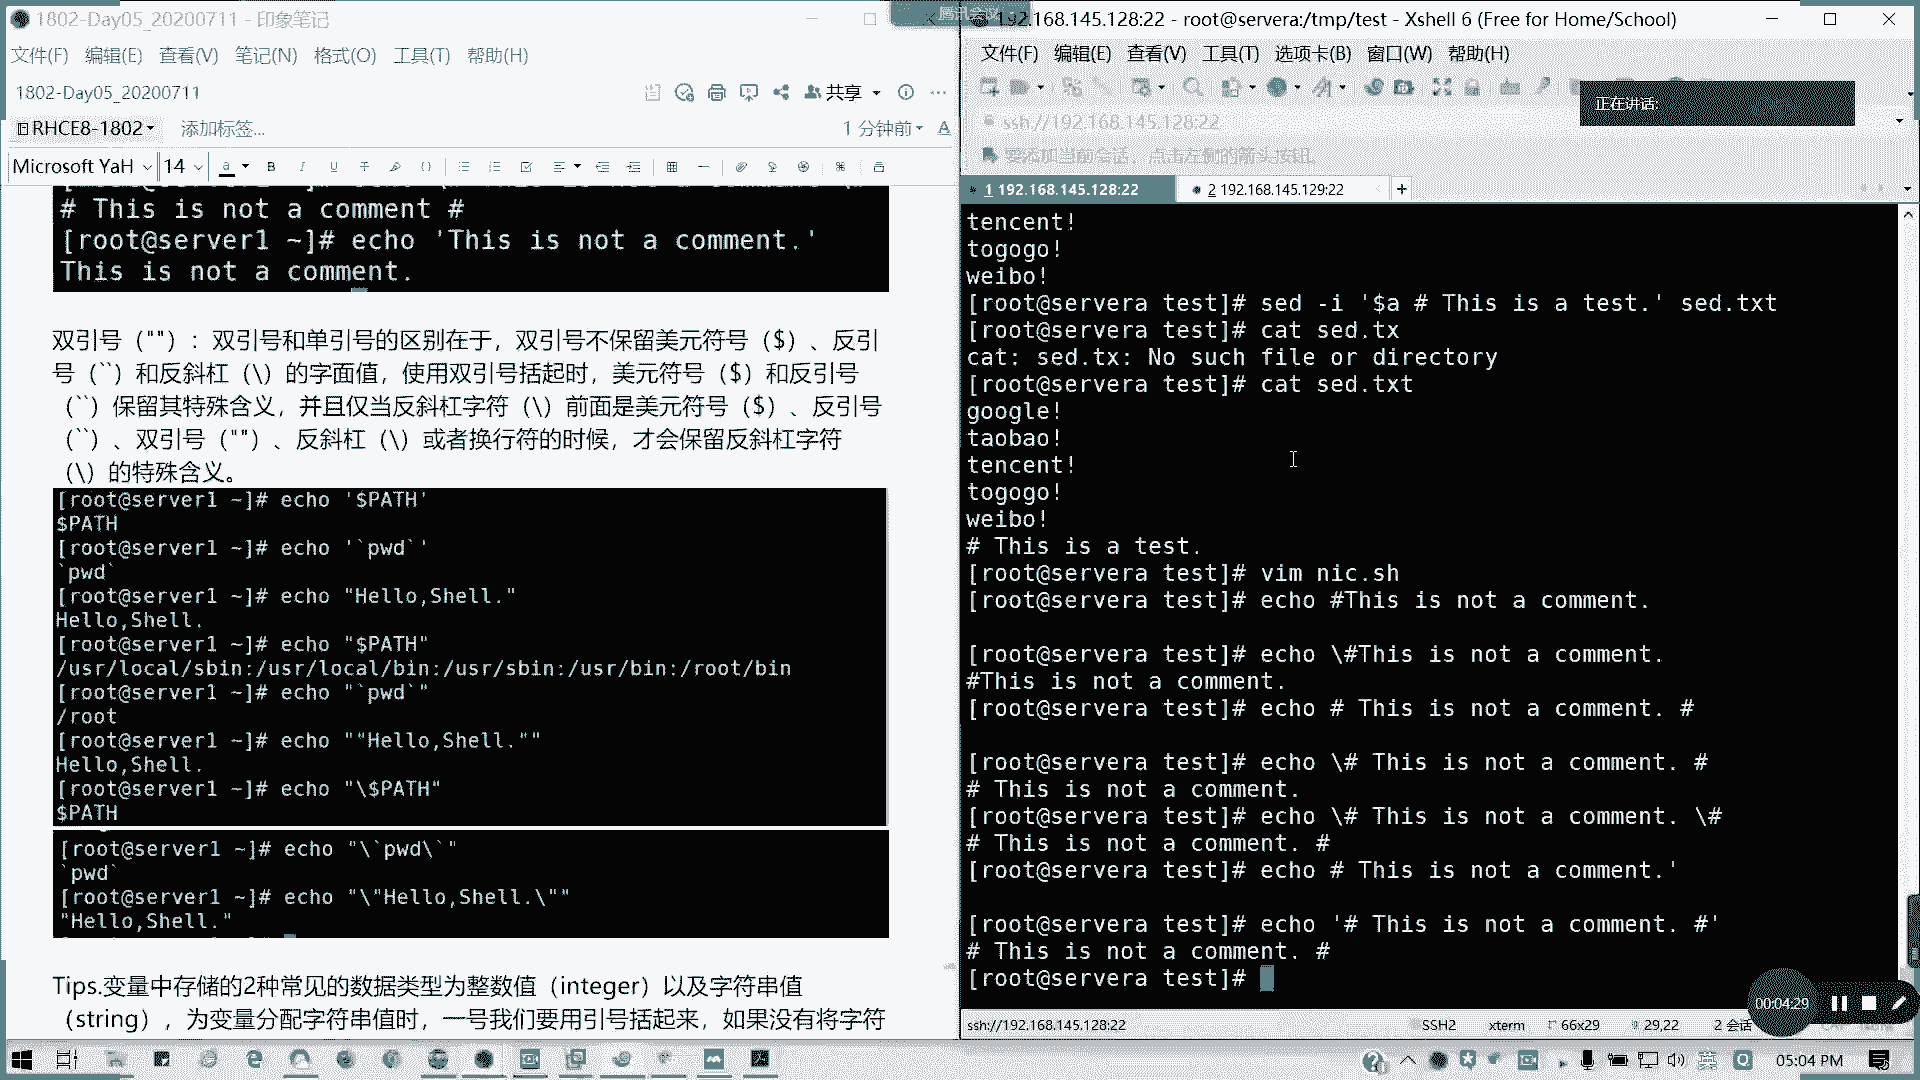 1802-Day05_20200711 - 印象笔记
文件(F) 编辑(E) 查看(V) 笔记(N) 格式(O) 工具(T) 帮助(H)
1802-Day05_20200711
共享
RHCE8-1802
添加标签...
1 分钟前
Microsoft YaH 14
# This is not a comment #
[root@server1 ~]# echo 'This is not a comment.'
This is not a comment.
双引号（""）：双引号和单引号的区别在于，双引号不保留美元符号（$）、反引
号（``）和反斜杠（\）的字面值，使用双引号括起时，美元符号（$）和反引号
（``）保留其特殊含义，并且仅当反斜杠字符（\）前面是美元符号（$）、反引号
（``）、双引号（""）、反斜杠（\）或者换行符的时候，才会保留反斜杠字符
（\）的特殊含义。
[root@server1 ~]# echo '$PATH'
$PATH
[root@server1 ~]# echo '`pwd`'
`pwd`
[root@server1 ~]# echo "Hello,Shell."
Hello,Shell.
[root@server1 ~]# echo "$PATH"
/usr/local/sbin:/usr/local/bin:/usr/sbin:/usr/bin:/root/bin
[root@server1 ~]# echo "`pwd`"
/root
[root@server1 ~]# echo ""Hello,Shell.""
Hello,Shell.
[root@server1 ~]# echo "\$PATH"
$PATH
[root@server1 ~]# echo "\`pwd\`"
`pwd`
[root@server1 ~]# echo "\"Hello,Shell.\""
"Hello,Shell."
Tips.变量中存储的2种常见的数据类型为整数值（integer）以及字符串值
（string），为变量分配字符串值时，一号我们要用引号括起来，如果没有将字符
腾讯会议
192.168.145.128:22 - root@servera:/tmp/test - Xshell 6 (Free for Home/School)
文件(F) 编辑(E) 查看(V) 工具(T) 选项卡(B) 窗口(W) 帮助(H)
正在讲话:
ssh://192.168.145.128:22
要添加当前会话，点击左侧的箭头按钮。
1 192.168.145.128:22
2 192.168.145.129:22
tencent!
togogo!
weibo!
[root@servera test]# sed -i '$a # This is a test.' sed.txt
[root@servera test]# cat sed.tx
cat: sed.tx: No such file or directory
[root@servera test]# cat sed.txt
google!
taobao!
tencent!
togogo!
weibo!
# This is a test.
[root@servera test]# vim nic.sh
[root@servera test]# echo #This is not a comment.
[root@servera test]# echo \#This is not a comment.
#This is not a comment.
[root@servera test]# echo # This is not a comment. #
[root@servera test]# echo \# This is not a comment. #
# This is not a comment.
[root@servera test]# echo \# This is not a comment. \#
# This is not a comment. #
[root@servera test]# echo # This is not a comment.'
[root@servera test]# echo '# This is not a comment. #'
# This is not a comment. #
[root@servera test]#
00:04:29
ssh://192.168.145.128:22 SSH2 xterm 66x29 29,22 2 会话
英
05:04 PM